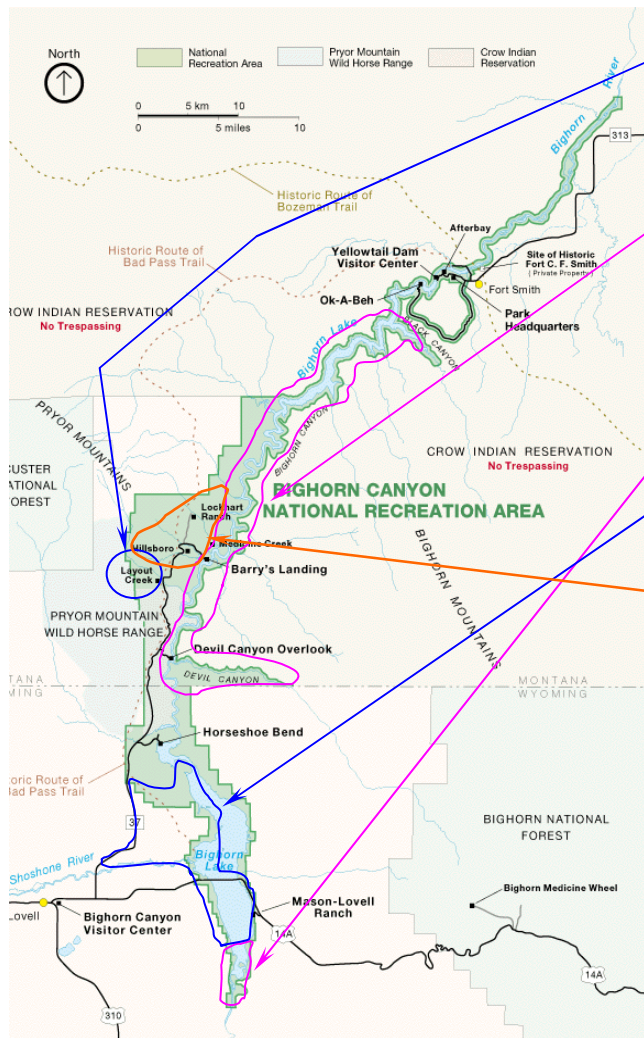 North
National
Recreation Area
Pryor Mountain
Wild Horse Range
Crow Indian
Reservation
0 5 km 10
0 5 miles 10
Bighorn River
313
Historic Route of
Bozeman Trail
Historic Route of
Bad Pass Trail
Afterbay
Yellowtail Dam
Visitor Center
Site of Historic
Fort C. F. Smith
( Private Property )
Ok-A-Beh
Fort Smith
Park
Headquarters
ROW INDIAN RESERVATION
No Trespassing
Bighorn Lake
BLACK CANYON
PRYOR MOUNTAINS
BIGHORN CANYON
CROW INDIAN RESERVATION
No Trespassing
CUSTER
NATIONAL
FOREST
BIGHORN CANYON
NATIONAL RECREATION AREA
Lockhart
Ranch
Hillsboro
Medicine Creek
Layout
Creek
Barry's Landing
BIGHORN MOUNTAINS
PRYOR MOUNTAIN
WILD HORSE RANGE
Devil Canyon Overlook
DEVIL CANYON
TANA
MING
MONTANA
WYOMING
Horseshoe Bend
toric Route of
Bad Pass Trail
37
BIGHORN NATIONAL
FOREST
Shoshone River
Bighorn
Lake
Bighorn Medicine Wheel
Lovell
Bighorn Canyon
Visitor Center
Mason-Lovell
Ranch
14A
14A
310